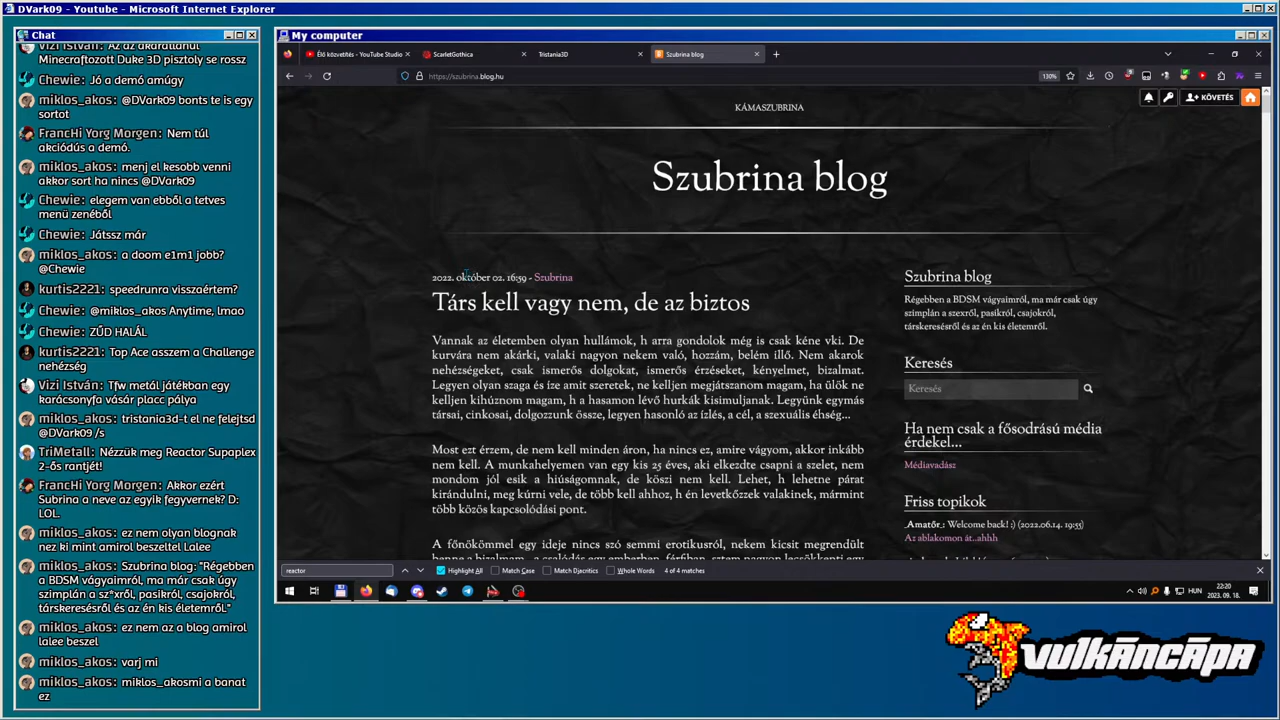 DVark09 - Youtube - Microsoft Internet Explorer
Chat
Vizi István: Az az akarallanul
Minecraftozott Duke 3D pisztoly se rossz
Chewie: Jó a demó amúgy
miklos_akos: @DVark09 bonts te is egy
sortot
FrancHi Yorg Morgen: Nem túl
akciódús a demó.
miklos_akos: menj el kesobb venni
akkor sort ha nincs @DVark09
Chewie: elegem van ebből a tetves
menü zenéből
Chewie: Játssz már
miklos_akos: a doom e1m1 jobb?
@Chewie
kurtis2221: speedrunra visszaértem?
Chewie: @miklos_akos Anytime, lmao
Chewie: ZŰD HALÁL
kurtis2221: Top Ace asszem a Challenge
nehézség
Vizi István: Tfw metál játékban egy
karácsonyfa vásár placc pálya
miklos_akos: tristania3d-t el ne felejtsd
@DVark09 /s
TriMetall: Nézzük meg Reactor Supaplex
2-ős rantjét!
FrancHi Yorg Morgen: Akkor ezért
Subrina a neve az egyik fegyvernek? D:
LOL.
miklos_akos: ez nem olyan blognak
nez ki mint amirol beszeltel Lalee
miklos_akos: Szubrina blog: "Régebben
a BDSM vágyaimról, ma már csak úgy
szimplán a sz*xről, pasikról, csajokról,
társkeresésről és az én kis életemről."
miklos_akos: ez nem az a blog amirol
lalee beszel
miklos_akos: varj mi
miklos_akos: miklos_akosmi a banat
ez
My computer
Élő közvetítés - YouTube Studio
ScarletGothica
Tristania3D
Szubrina blog
https://szubrina.blog.hu
130%
KÁMASZUBRINA
KÖVETÉS
Szubrina blog
2022. október 02. 16:59 - Szubrina
Társ kell vagy nem, de az biztos
Vannak az életemben olyan hullámok, h arra gondolok még is csak kéne vki. De
kurvára nem akárki, valaki nagyon nekem való, hozzám, belém illő. Nem akarok
nehézségeket, csak ismerős dolgokat, ismerős érzéseket, kényelmet, bizalmat.
Legyen olyan szaga és íze amit szeretek, ne kelljen megjátszanom magam, ha ülök ne
kelljen kihúznom magam, h a hasamon lévő hurkák kisimuljanak. Legyünk egymás
társai, cinkosai, dolgozzunk össze, legyen hasonló az ízlés, a cél, a szexuális éhség...
Most ezt érzem, de nem kell minden áron, ha nincs ez, amire vágyom, akkor inkább
nem kell. A munkahelyemen van egy kis 25 éves, aki elkezdte csapni a szelet, nem
mondom jól esik a hiúságomnak, de köszi nem kell. Lehet, h lehetne párat
kirándulni, meg kúrni vele, de több kell ahhoz, h én levetkőzzek valakinek, mármint
több közös kapcsolódási pont.
A főnökömmel egy ideje nincs szó semmi erotikusról, nekem kicsit megrendült
benne a bizalmam, a csalódás egy emberben, férfiban, sztem nagyon lecsökkenti egy
Szubrina blog
Régebben a BDSM vágyaimról, ma már csak úgy
szimplán a szexről, pasikról, csajokról,
társkeresésről és az én kis életemről.
Keresés
Keresés
Ha nem csak a fősodrású média
érdekel...
Médiavadász
Friss topikok
_Amatőr_: Welcome back! :) (2022.06.14. 19:55)
Az ablakomon át..ahhh
reactor
Highlight All
Match Case
Match Diacritics
Whole Words
4 of 4 matches
HUN
22:20
2023. 09. 18.
vulkáncápa